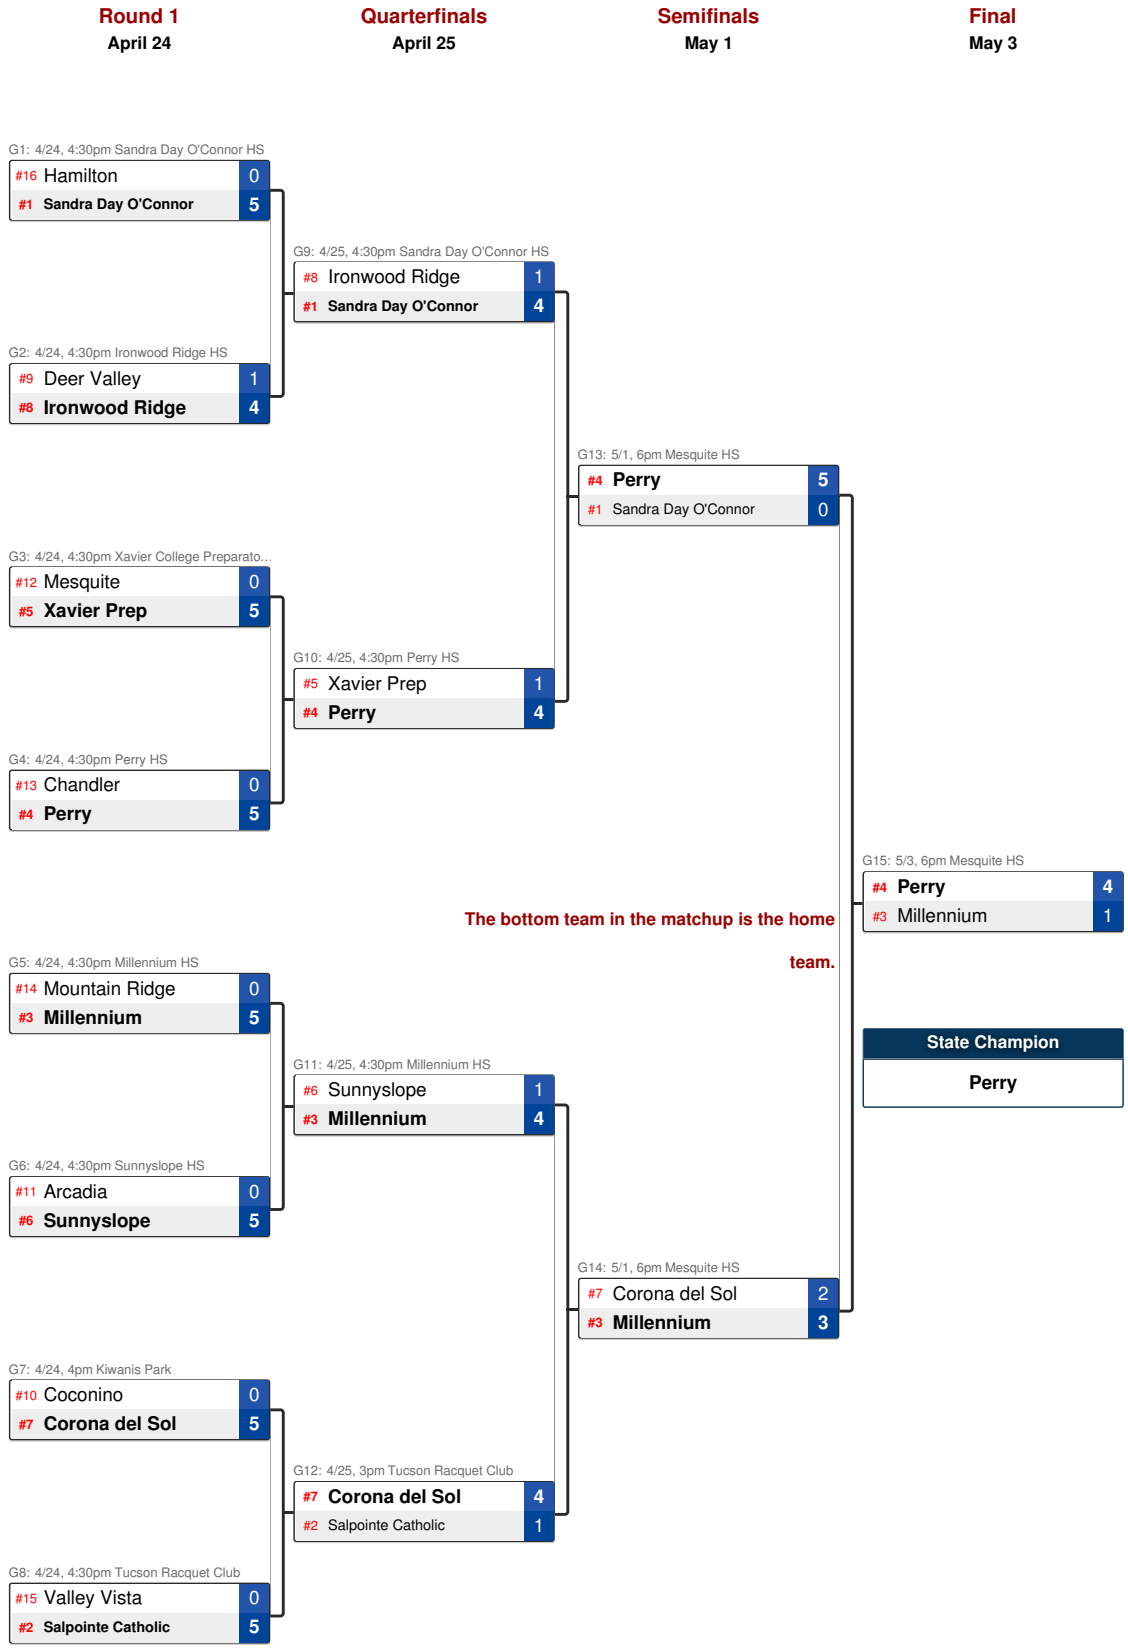 Round 1
April 24
Quarterfinals
April 25
Semifinals
May 1
Final
May 3
G1: 4/24, 4:30pm Sandra Day O'Connor HS
#16 Hamilton 0
#1 Sandra Day O'Connor 5
G2: 4/24, 4:30pm Ironwood Ridge HS
#9 Deer Valley 1
#8 Ironwood Ridge 4
G3: 4/24, 4:30pm Xavier College Preparato...
#12 Mesquite 0
#5 Xavier Prep 5
G4: 4/24, 4:30pm Perry HS
#13 Chandler 0
#4 Perry 5
G5: 4/24, 4:30pm Millennium HS
#14 Mountain Ridge 0
#3 Millennium 5
G6: 4/24, 4:30pm Sunnyslope HS
#11 Arcadia 0
#6 Sunnyslope 5
G7: 4/24, 4pm Kiwanis Park
#10 Coconino 0
#7 Corona del Sol 5
G8: 4/24, 4:30pm Tucson Racquet Club
#15 Valley Vista 0
#2 Salpointe Catholic 5
G9: 4/25, 4:30pm Sandra Day O'Connor HS
#8 Ironwood Ridge 1
#1 Sandra Day O'Connor 4
G10: 4/25, 4:30pm Perry HS
#5 Xavier Prep 1
#4 Perry 4
G11: 4/25, 4:30pm Millennium HS
#6 Sunnyslope 1
#3 Millennium 4
G12: 4/25, 3pm Tucson Racquet Club
#7 Corona del Sol 4
#2 Salpointe Catholic 1
G13: 5/1, 6pm Mesquite HS
#4 Perry 5
#1 Sandra Day O'Connor 0
The bottom team in the matchup is the home
team.
G14: 5/1, 6pm Mesquite HS
#7 Corona del Sol 2
#3 Millennium 3
G15: 5/3, 6pm Mesquite HS
#4 Perry 4
#3 Millennium 1
State Champion
Perry